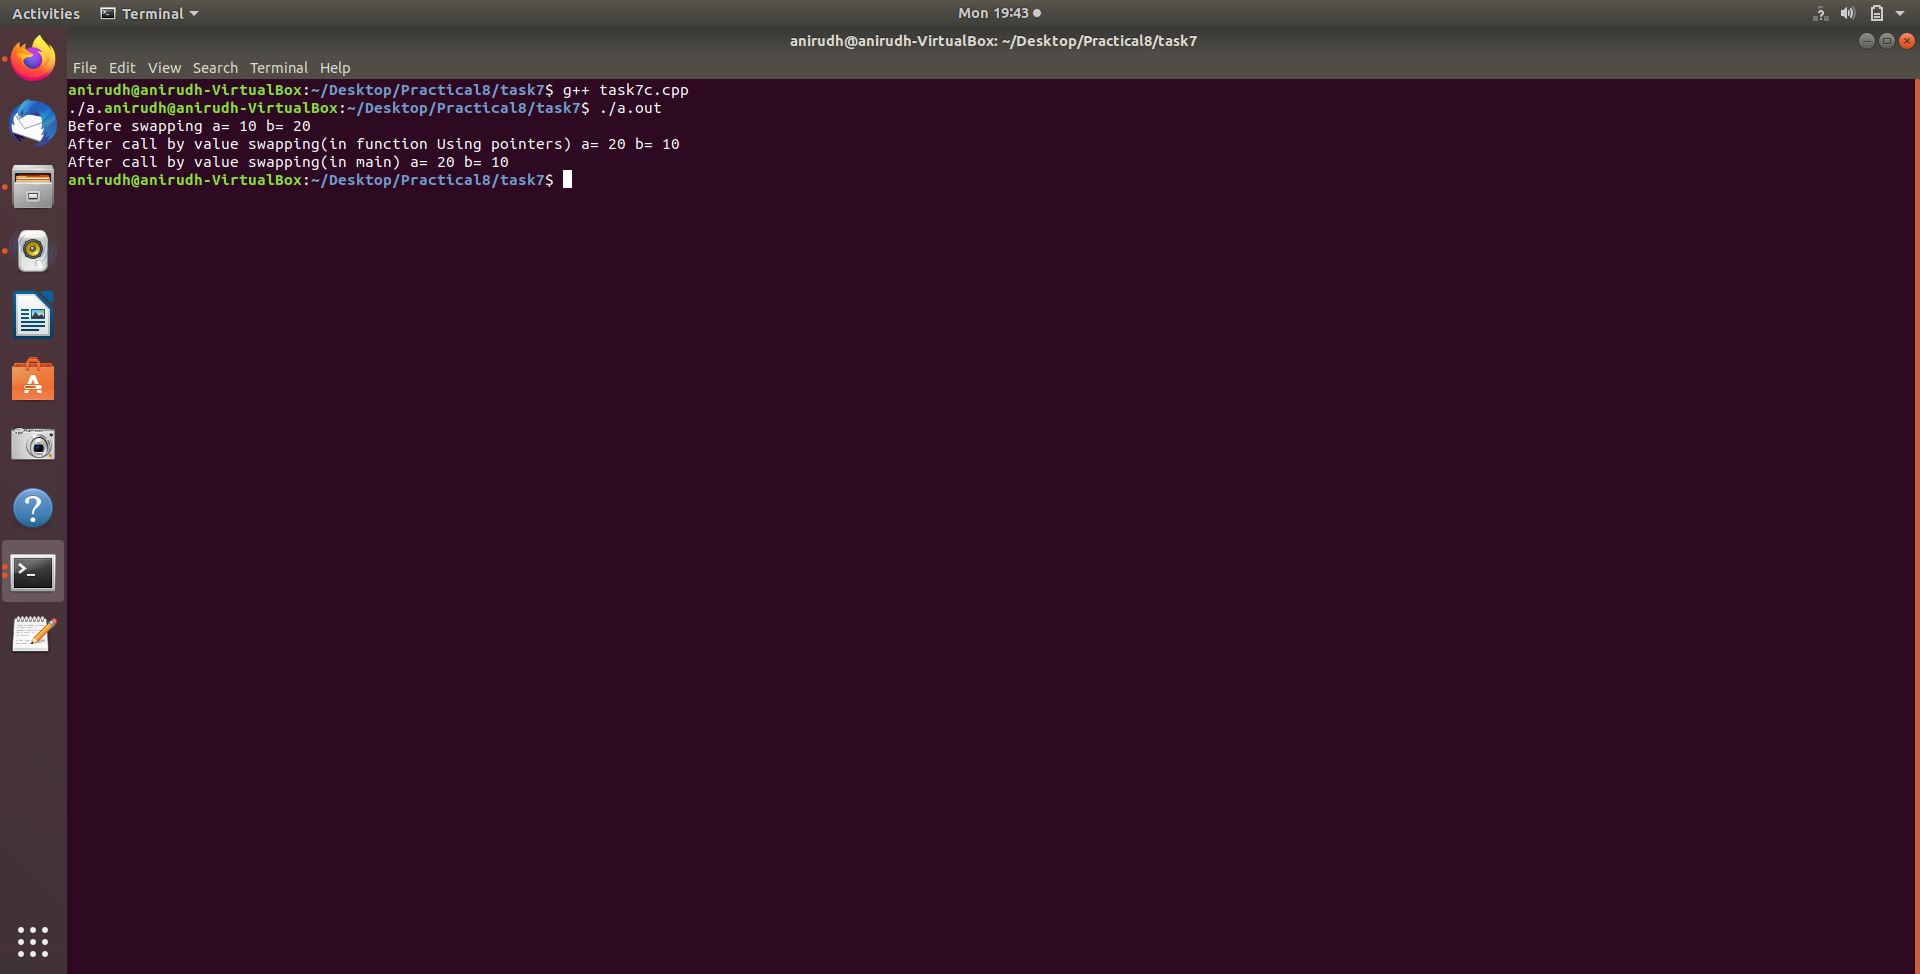 Activities Terminal Mon 19:43
anirudh@anirudh-VirtualBox: ~/Desktop/Practical8/task7
File Edit View Search Terminal Help
anirudh@anirudh-VirtualBox:~/Desktop/Practical8/task7$ g++ task7c.cpp
./a.anirudh@anirudh-VirtualBox:~/Desktop/Practical8/task7$ ./a.out
Before swapping a= 10 b= 20
After call by value swapping(in function Using pointers) a= 20 b= 10
After call by value swapping(in main) a= 20 b= 10
anirudh@anirudh-VirtualBox:~/Desktop/Practical8/task7$